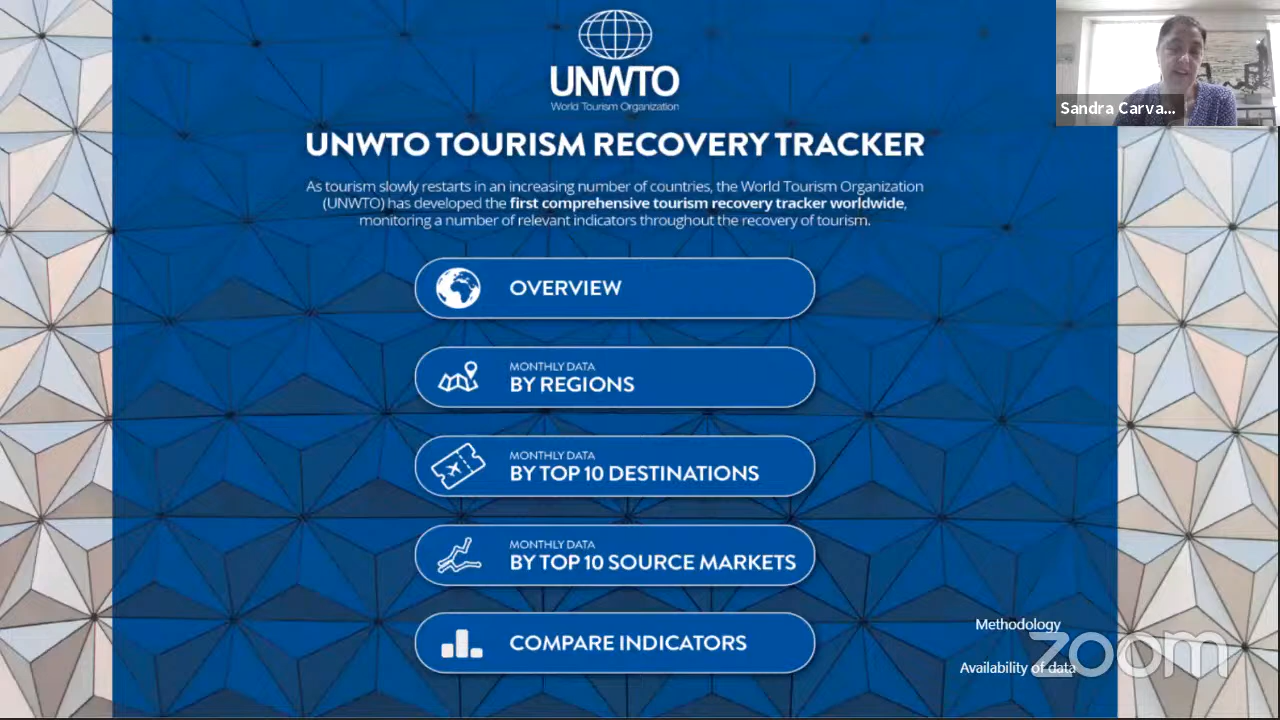 UNWTO
World Tourism Organization
Sandra Carva...
UNWTO TOURISM RECOVERY TRACKER
As tourism slowly restarts in an increasing number of countries, the World Tourism Organization
(UNWTO) has developed the first comprehensive tourism recovery tracker worldwide,
monitoring a number of relevant indicators throughout the recovery of tourism.
OVERVIEW
MONTHLY DATA
BY REGIONS
MONTHLY DATA
BY TOP 10 DESTINATIONS
MONTHLY DATA
BY TOP 10 SOURCE MARKETS
COMPARE INDICATORS
Methodology
Availability of data
zoom